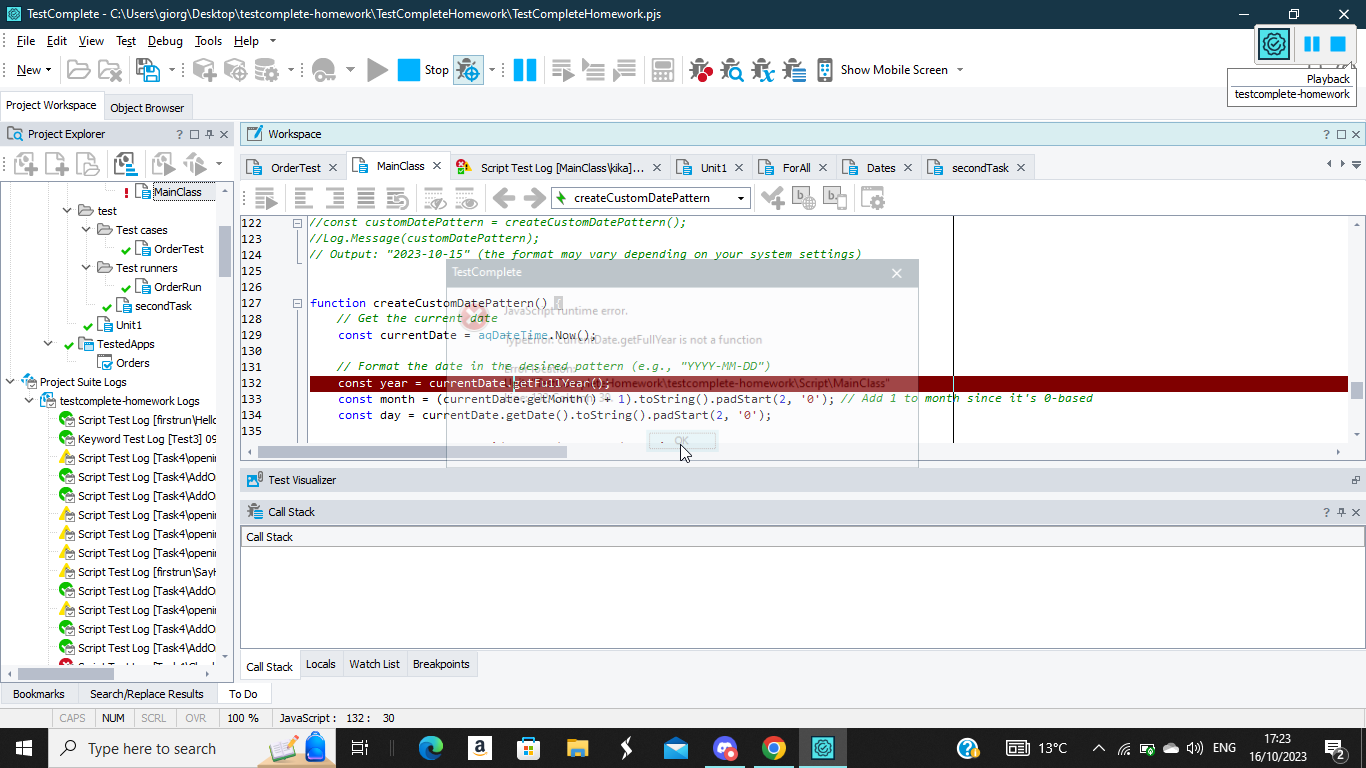 TestComplete - C:\Users\giorg\Desktop\testcomplete-homework\TestCompleteHomework\TestCompleteHomework.pjs
File Edit View Test Debug Tools Help
New Stop Show Mobile Screen
Playback
testcomplete-homework
Project Workspace Object Browser
Project Explorer
Workspace
OrderTest MainClass Script Test Log [MainClass\kika]... Unit1 ForAll Dates secondTask
createCustomDatePattern
MainClass
test
Test cases
OrderTest
Test runners
OrderRun
secondTask
Unit1
TestedApps
Orders
Project Suite Logs
testcomplete-homework Logs
Script Test Log [firstrun\Hello
Keyword Test Log [Test3] 09
Script Test Log [Task4\openi
Script Test Log [Task4\AddO
Script Test Log [Task4\AddO
Script Test Log [Task4\openi
Script Test Log [Task4\openi
Script Test Log [Task4\openi
Script Test Log [firstrun\SayH
Script Test Log [Task4\AddO
Script Test Log [Task4\openi
Script Test Log [Task4\AddO
Script Test Log [Task4\AddO
122 //const customDatePattern = createCustomDatePattern();
123 //Log.Message(customDatePattern);
124 // Output: "2023-10-15" (the format may vary depending on your system settings)
125
126
127 function createCustomDatePattern() {
128 // Get the current date
129 const currentDate = aqDateTime.Now();
130
131 // Format the date in the desired pattern (e.g., "YYYY-MM-DD")
132 const year = currentDate.getFullYear();
133 const month = (currentDate.getMonth() + 1).toString().padStart(2, '0'); // Add 1 to month since it's 0-based
134 const day = currentDate.getDate().toString().padStart(2, '0');
135
TestComplete
JavaScript runtime error.
TypeError: currentDate.getFullYear is not a function
Error location:
OK
Test Visualizer
Call Stack
Call Stack
Call Stack Locals Watch List Breakpoints
Bookmarks Search/Replace Results To Do
CAPS NUM SCRL OVR 100 % JavaScript : 132 : 30
Type here to search
13°C
ENG
17:23
16/10/2023
2